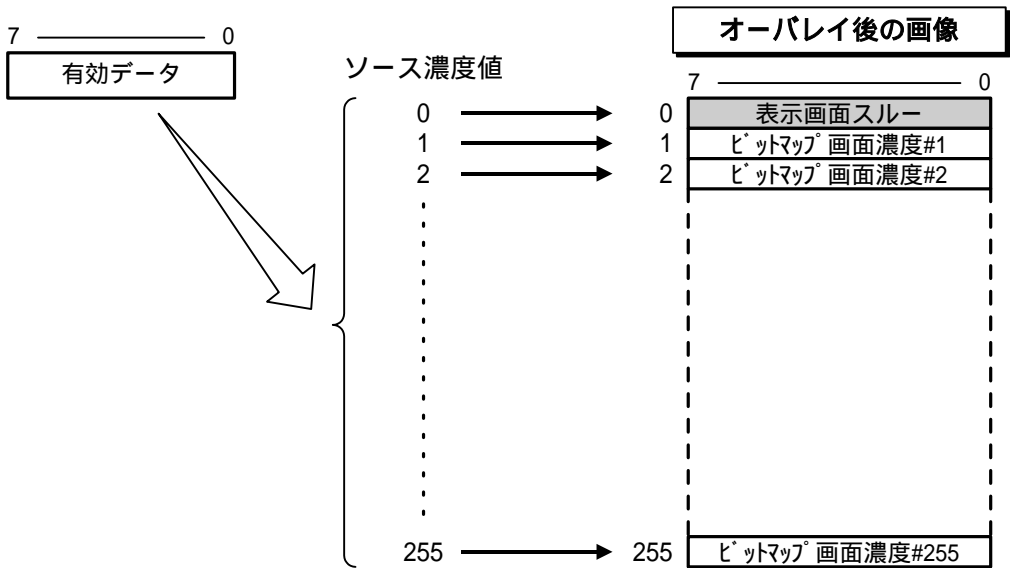 オーバレイ後の画像
7 0
有効データ
ソース濃度値
7 0
0 0 表示画面スルー
1 1 ﾋﾞｯﾄﾏｯﾌﾟ画面濃度#1
2 2 ﾋﾞｯﾄﾏｯﾌﾟ画面濃度#2
255 255 ﾋﾞｯﾄﾏｯﾌﾟ画面濃度#255